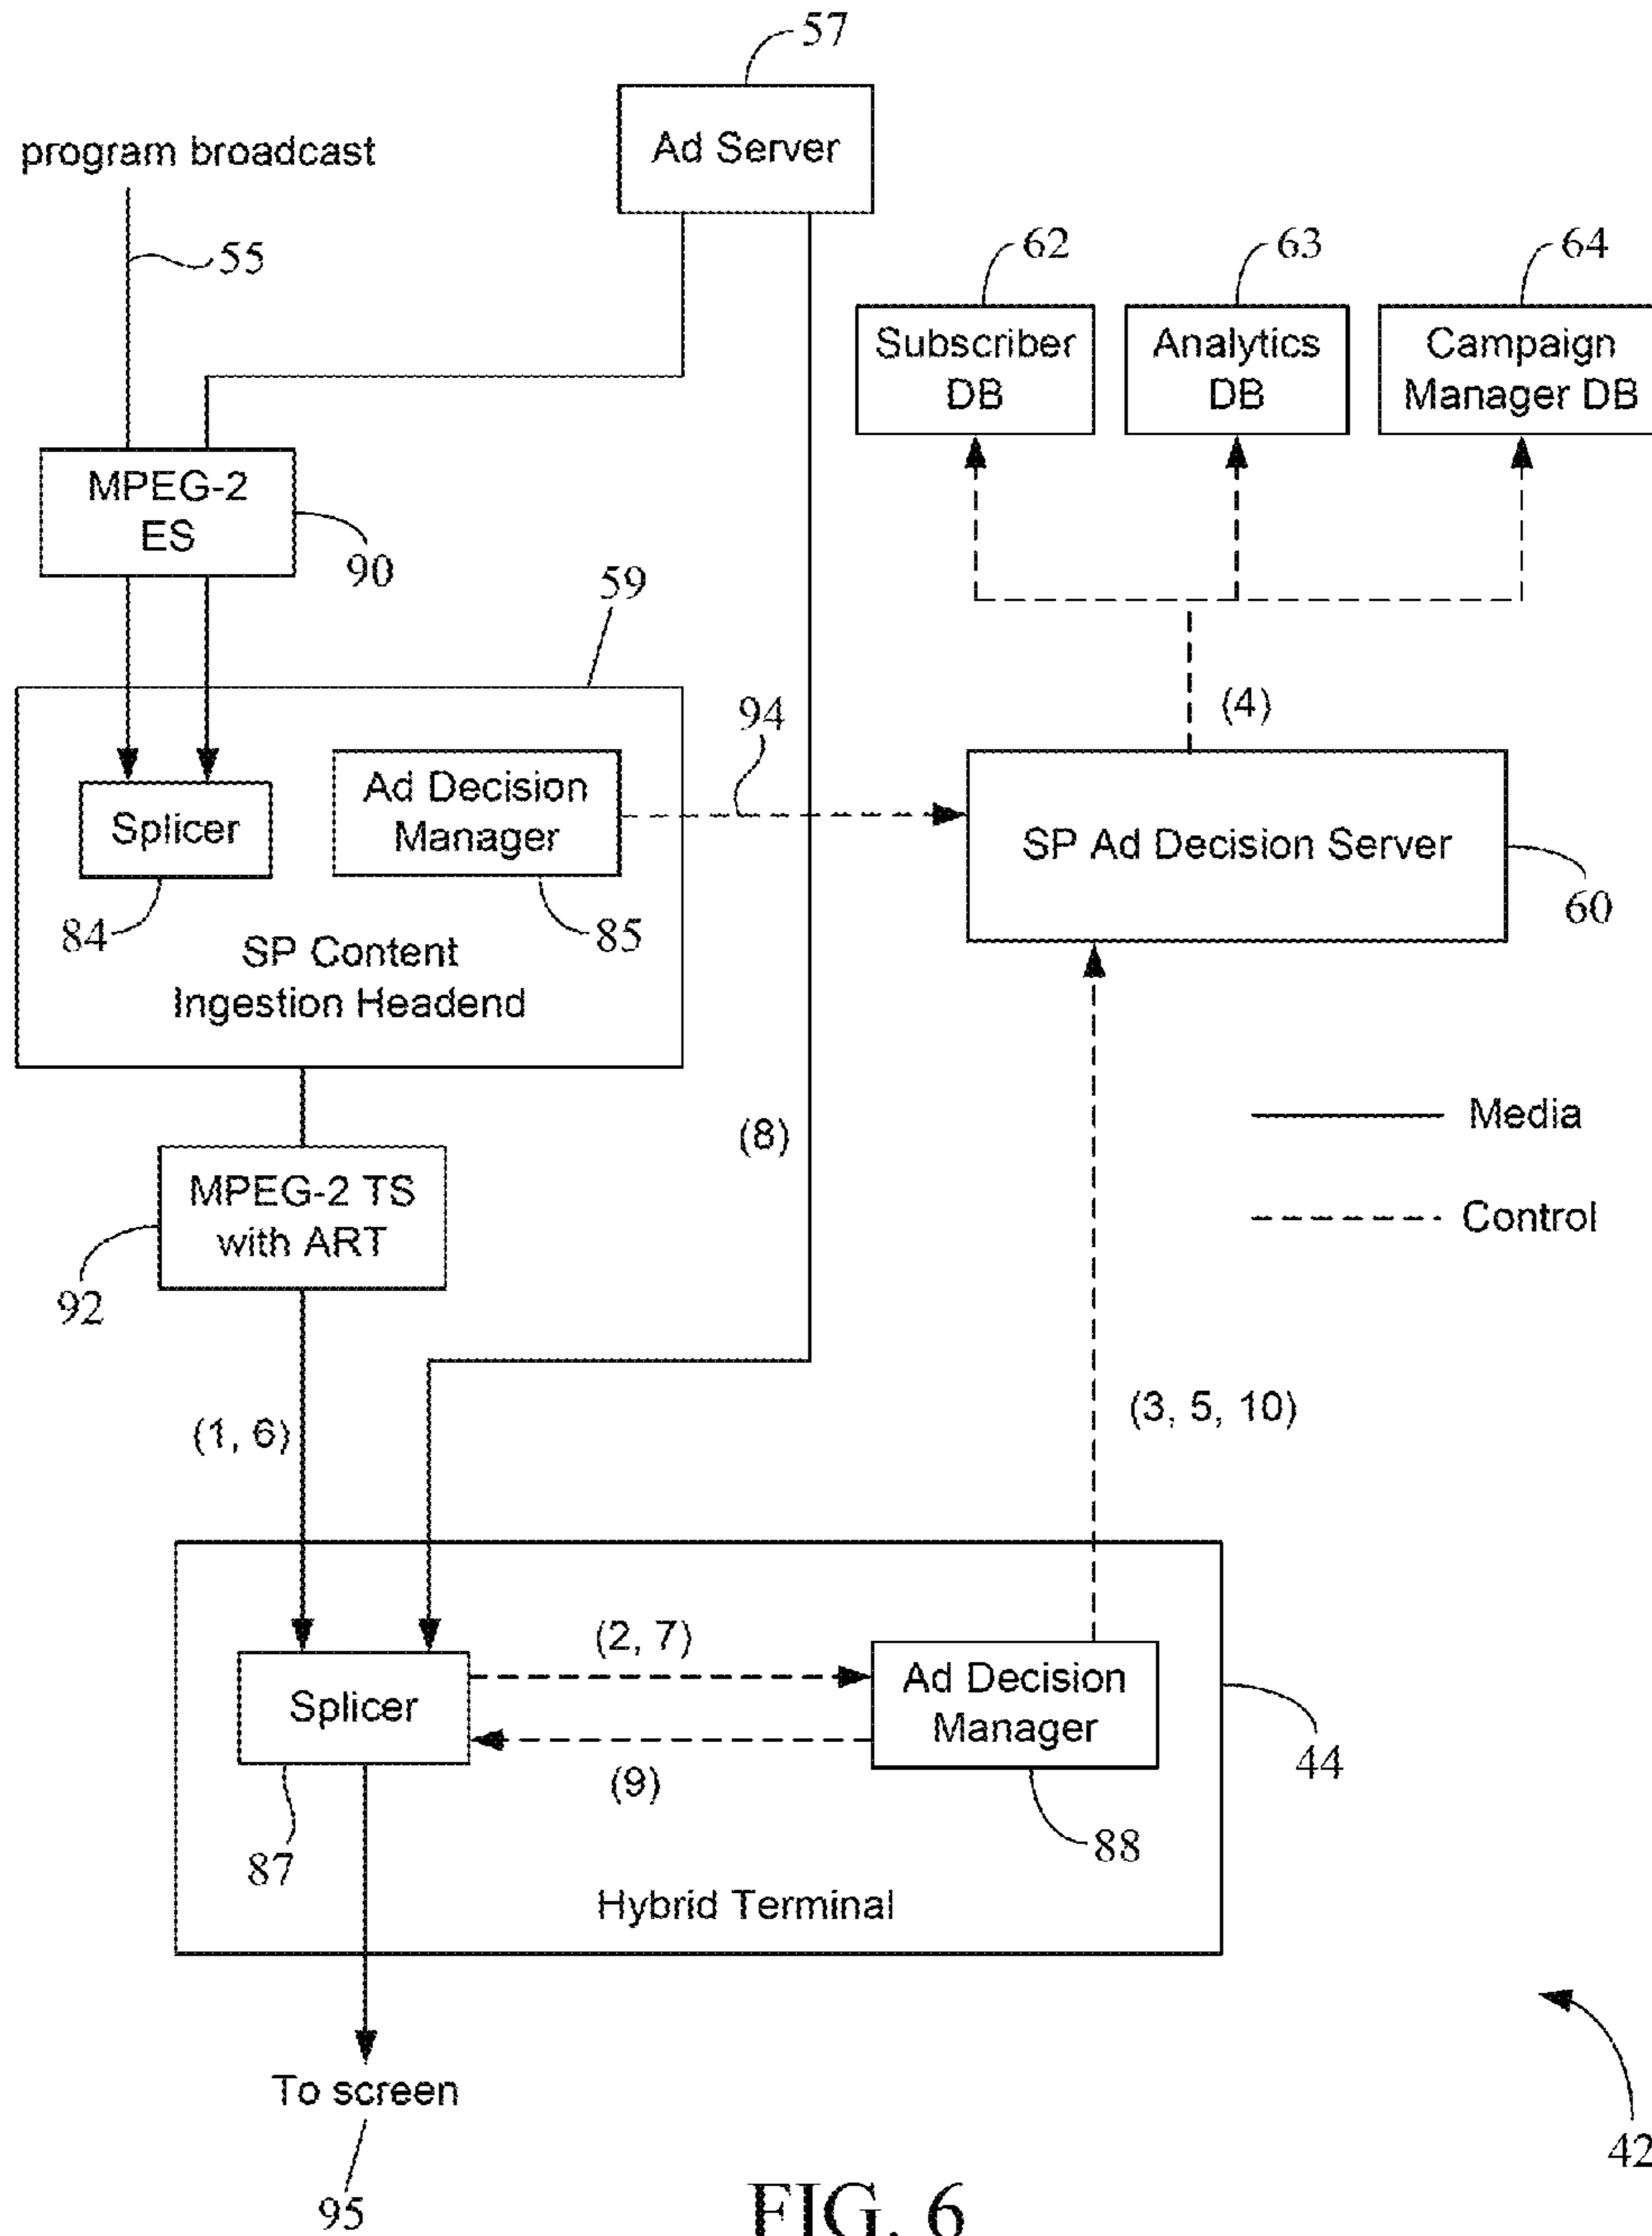 57
Ad Server
program broadcast
55
62
63
64
Subscriber
DB
Analytics
DB
Campaign
Manager DB
MPEG-2
ES
90
59
94
(4)
Ad Decision
Manager
Splicer
SP Ad Decision Server
84
85
60
SP Content
Ingestion Headend
Media
(8)
MPEG-2 TS
with ART
Control
92
(1, 6)
(3, 5, 10)
(2, 7)
Splicer
Ad Decision
Manager
(9)
44
87
88
Hybrid Terminal
To screen
42
95
FIG. 6